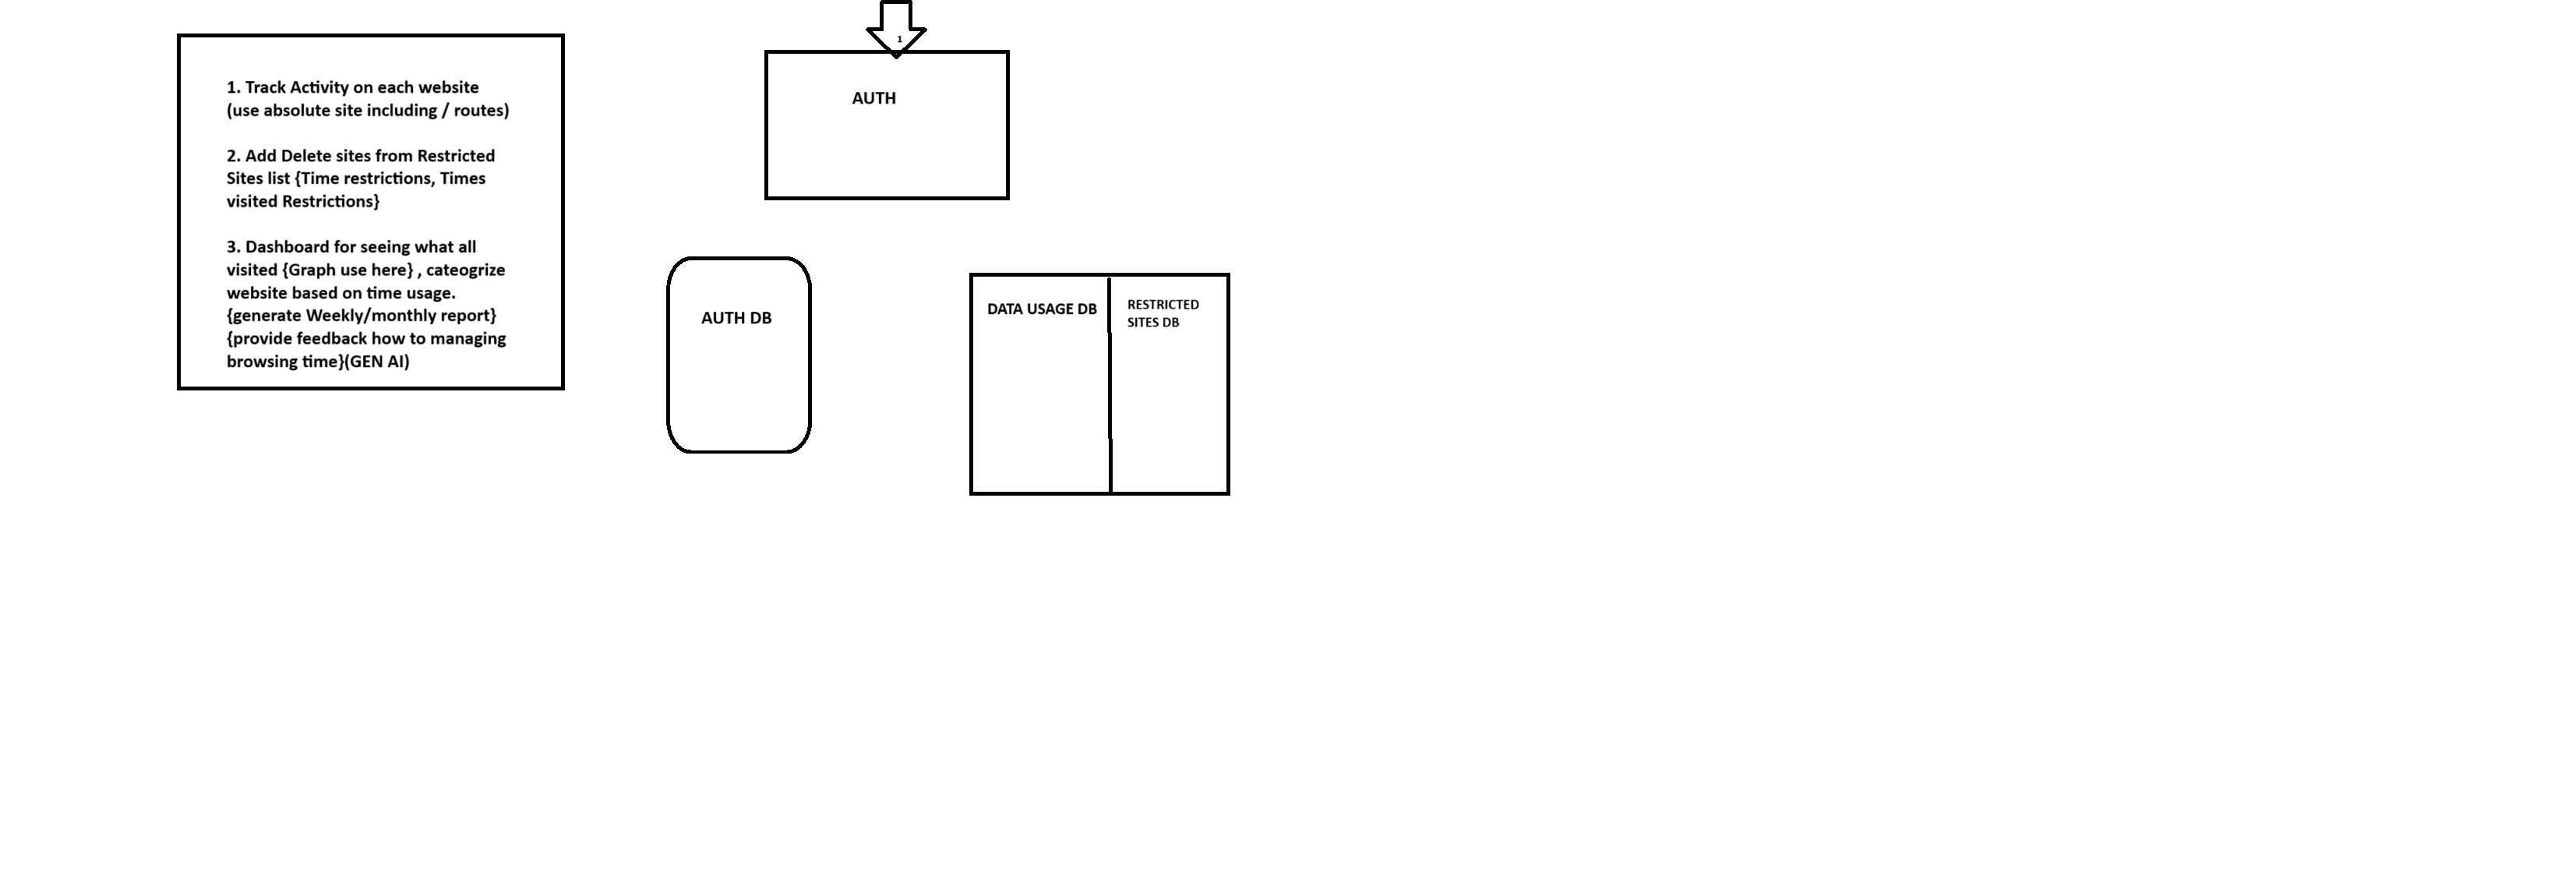 1. Track Activity on each website
(use absolute site including / routes)
2. Add Delete sites from Restricted
Sites list {Time restrictions, Times
visited Restrictions}
3. Dashboard for seeing what all
visited {Graph use here} , cateogrize
website based on time usage.
{generate Weekly/monthly report}
{provide feedback how to managing
browsing time}(GEN AI)
1
AUTH
AUTH DB
DATA USAGE DB
RESTRICTED
SITES DB